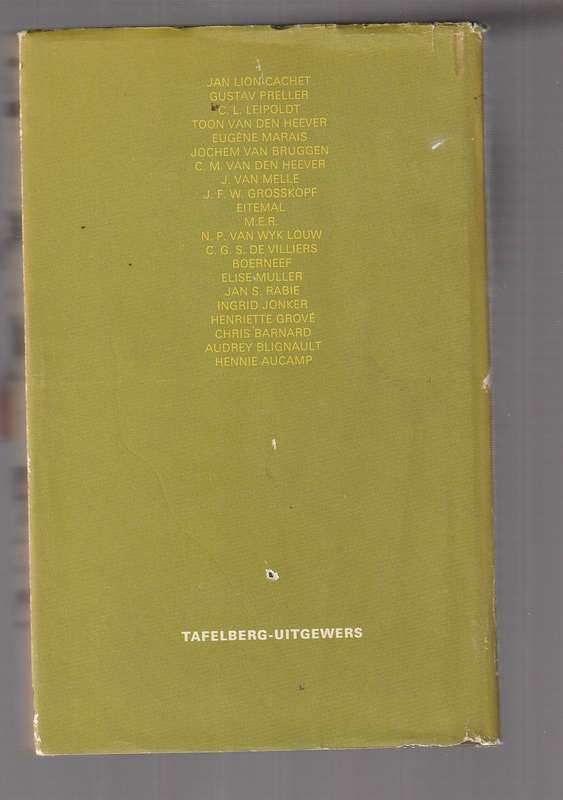 JAN LION CACHET
GUSTAV PRELLER
C. L. LEIPOLDT
TOON VAN DEN HEEVER
EUGÈNE MARAIS
JOCHEM VAN BRUGGEN
C. M. VAN DEN HEEVER
J. VAN MELLE
J. F. W. GROSSKOPF
EITEMAL
M.E.R.
N. P. VAN WYK LOUW
C. G. S. DE VILLIERS
BOERNEEF
ELISE MULLER
JAN S. RABIE
INGRID JONKER
HENRIETTE GROVÉ
CHRIS BARNARD
AUDREY BLIGNAULT
HENNIE AUCAMP
TAFELBERG-UITGEWERS